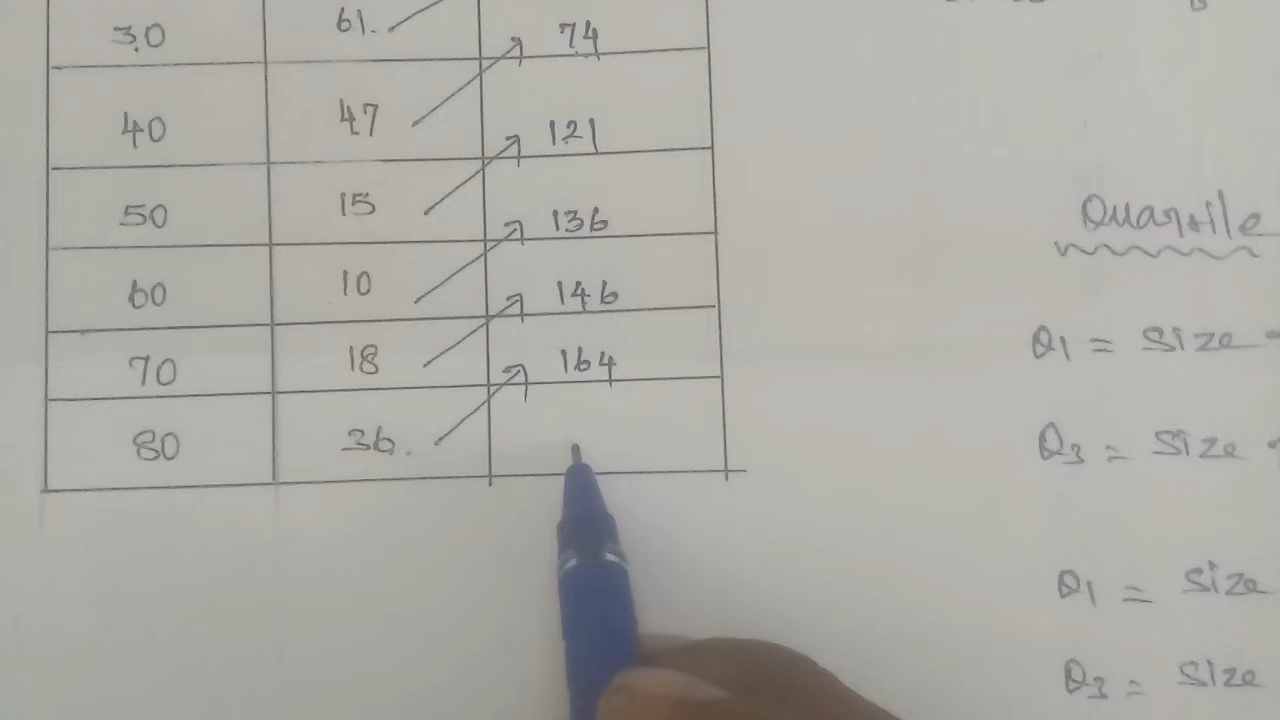 30 61. 74
40 47 121
50 15 136
60 10 146
70 18 164
80 36.
Quartile
Q1 = Size
Q3 = Size
Q1 = Size
Q3 = Size